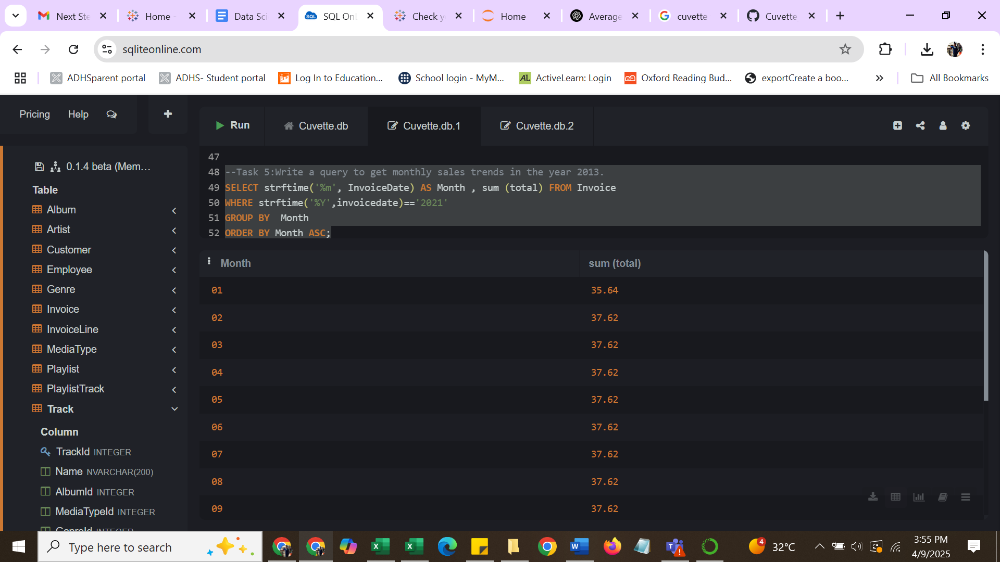 Next Ste
Home -
Data Sci
SQL Onl
Check y
Home
Average
cuvette
Cuvette
sqliteonline.com
ADHSparent portal
ADHS- Student portal
Log In to Education...
School login - MyM...
ActiveLearn: Login
Oxford Reading Bud...
exportCreate a boo...
All Bookmarks
Pricing
Help
Run
Cuvette.db
Cuvette.db.1
Cuvette.db.2
0.1.4 beta (Mem...
Table
Album
Artist
Customer
Employee
Genre
Invoice
InvoiceLine
MediaType
Playlist
PlaylistTrack
Track
Column
TrackId INTEGER
Name NVARCHAR(200)
AlbumId INTEGER
MediaTypeId INTEGER
GenreId INTEGER
47
48 --Task 5:Write a query to get monthly sales trends in the year 2013.
49 SELECT strftime('%m', InvoiceDate) AS Month , sum (total) FROM Invoice
50 WHERE strftime('%Y',invoicedate)=='2021'
51 GROUP BY  Month
52 ORDER BY Month ASC;
Month sum (total)
01 35.64
02 37.62
03 37.62
04 37.62
05 37.62
06 37.62
07 37.62
08 37.62
09 37.62
Type here to search
4
32°C
3:55 PM
4/9/2025